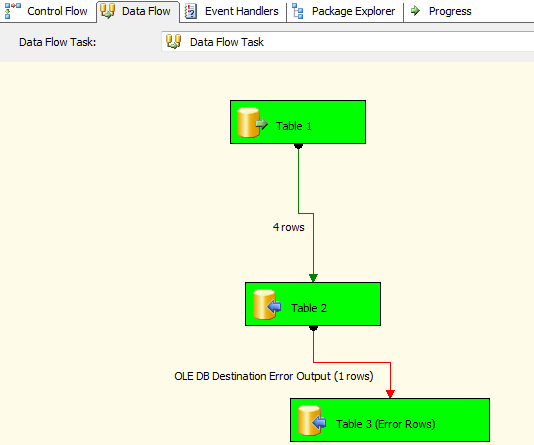 Control Flow Data Flow Event Handlers Package Explorer Progress
Data Flow Task: Data Flow Task
Table 1
4 rows
Table 2
OLE DB Destination Error Output (1 rows)
Table 3 (Error Rows)